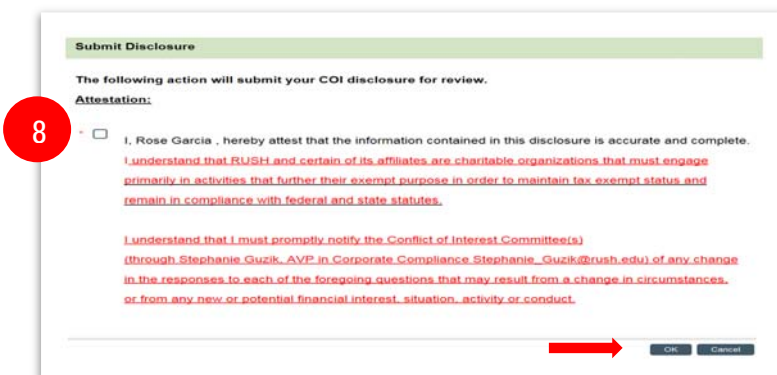 Submit Disclosure
The following action will submit your COI disclosure for review.
Attestation:
8
* I, Rose Garcia , hereby attest that the information contained in this disclosure is accurate and complete.
I understand that RUSH and certain of its affiliates are charitable organizations that must engage
primarily in activities that further their exempt purpose in order to maintain tax exempt status and
remain in compliance with federal and state statutes.
I understand that I must promptly notify the Conflict of Interest Committee(s)
(through Stephanie Guzik, AVP in Corporate Compliance Stephanie_Guzik@rush.edu) of any change
in the responses to each of the foregoing questions that may result from a change in circumstances,
or from any new or potential financial interest, situation, activity or conduct.
OK Cancel